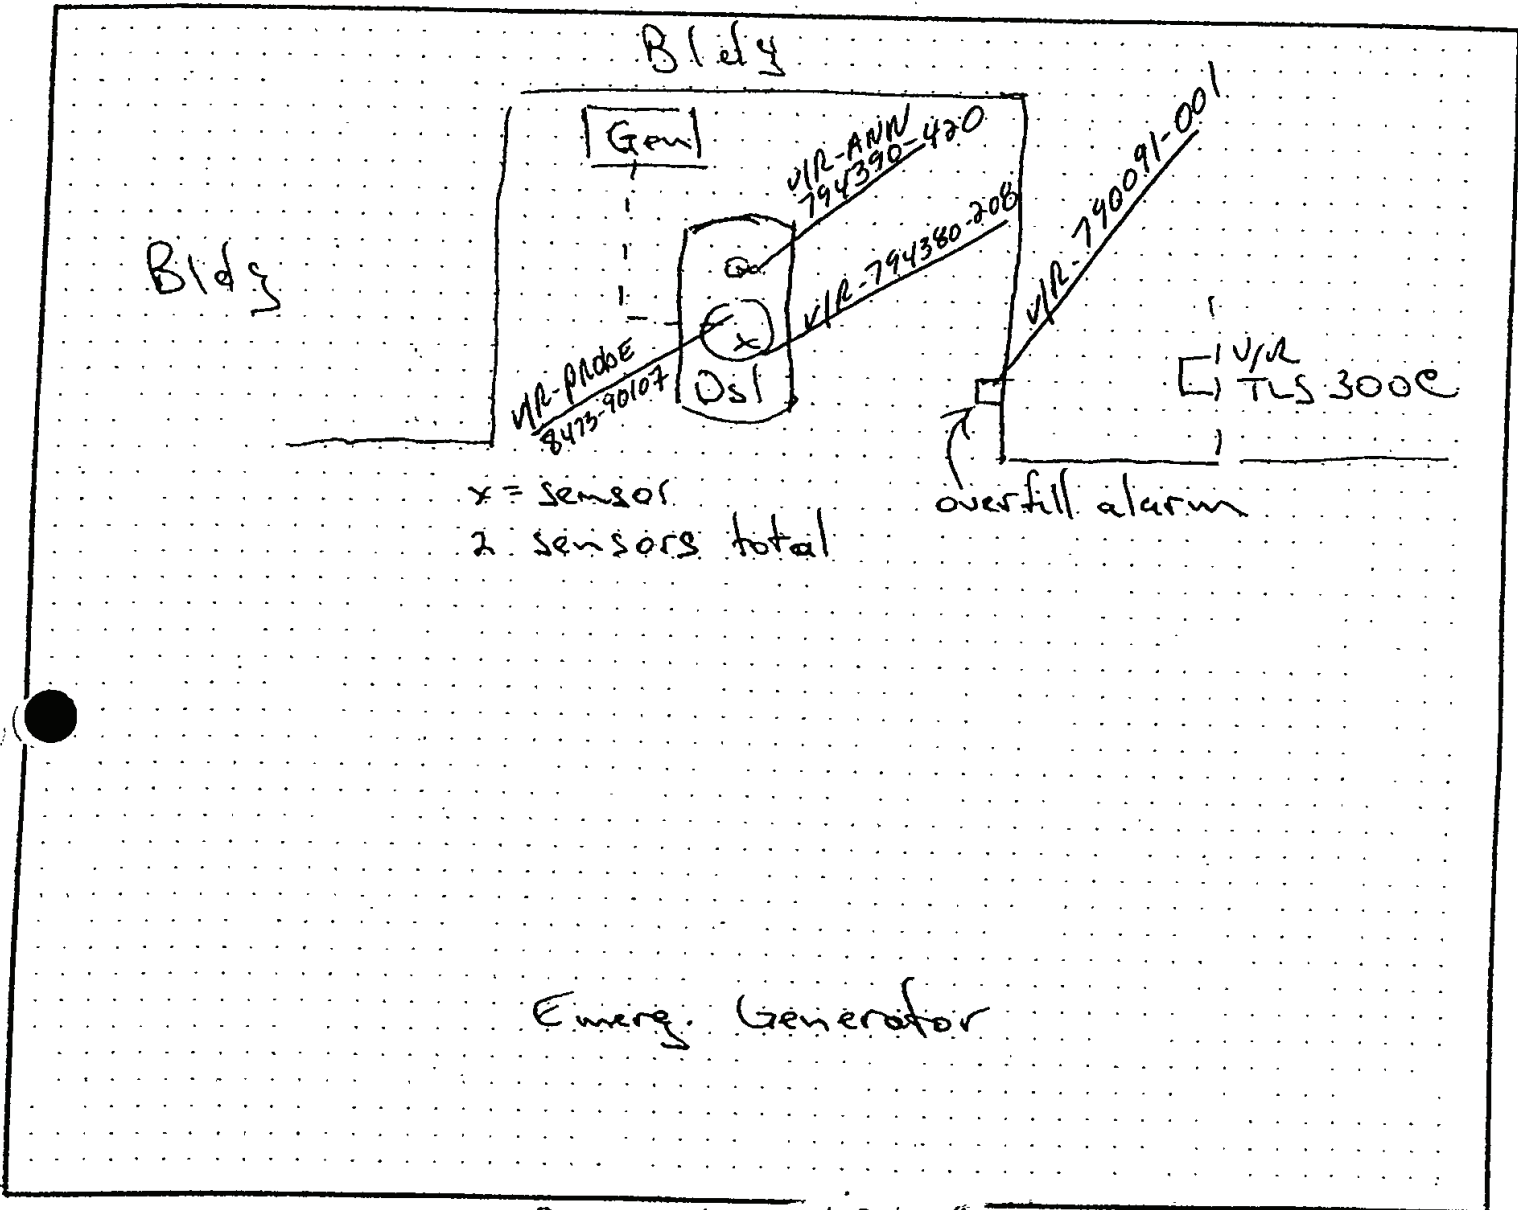 Bldg
Gen
V/R-ANN
794390-420
V/R-790091-001
Bldg
V/R-794380-208
V/R-PROBE
8473-90107
x
Dsl
V/R
TLS 300C
x = sensor
2 sensors total
overfill alarm
Emerg. Generator